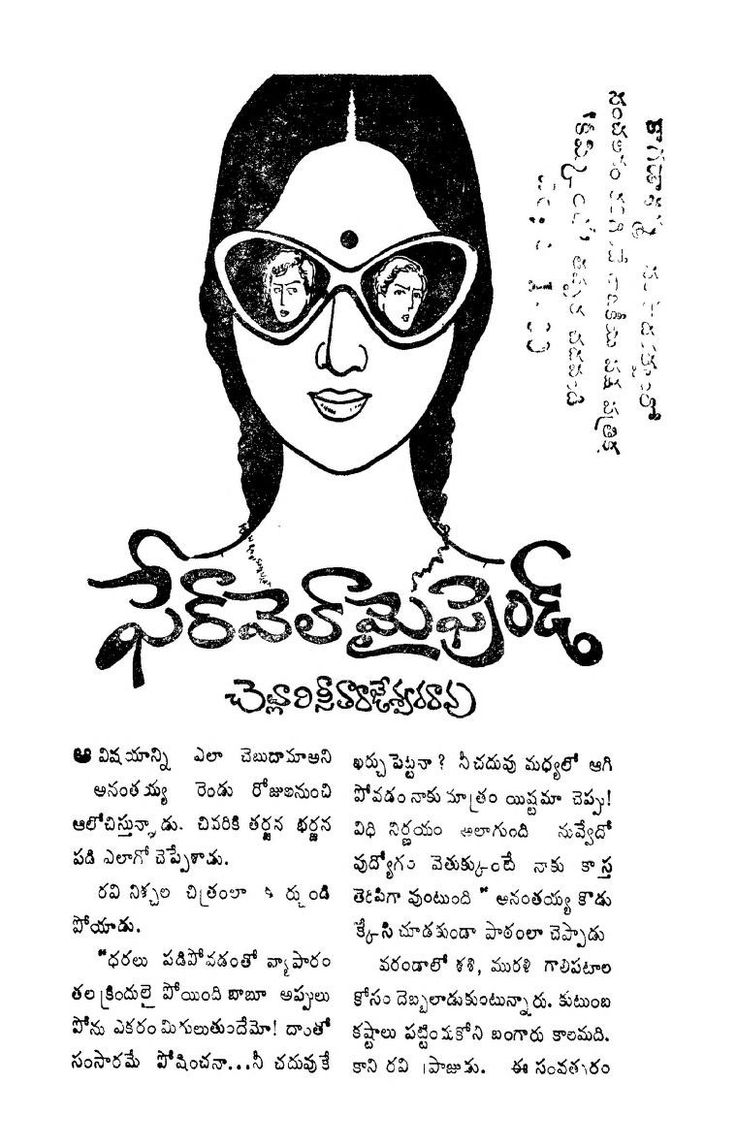 ఫేర్‌వెల్ మై ఫ్రెండ్
చెల్లారి సీతారాజేశ్వరరావు
ఆ విషయాన్ని ఎలా చెబుదామాఅని
అనంతయ్య రెండు రోజులనుంచి
ఆలోచిస్తున్నాడు. చివరికి తర్జన భర్జన
పడి ఎలాగో చెప్పేశాడు.
రవి నిశ్చల చిత్రంలా
పోయాడు.
"ధరలు పడిపోవడంతో వ్యాపారం
తలక్రిందులై పోయింది బాబూ అప్పులు
పోను ఎకరం మిగులుతుందేమో! దాంతో
సంసారమే పోషించనా...నీ చదువుకే
ఖర్చు పెట్టనా? నీచదువు మధ్యలో ఆగి
పోవడం నాకు మాత్రం యిష్టమా చెప్పు!
విధి నిర్ణయం అలాగుంది నువ్వేదో
వుద్యోగం వెతుక్కుంటే నాకు కాస్త
తెరిపిగా వుంటుంది" అనంతయ్య కొడు
క్కేసి చూడకుండా పాఠంలా చెప్పాడు
వరండాలో శశి, మురళి గాలిపటాల
కోసం దెబ్బలాడుకుంటున్నారు. కుటుంబ
కష్టాలు పట్టించుకోని బంగారు కాలమది.
కాని రవి ఈ సంవత్సరం